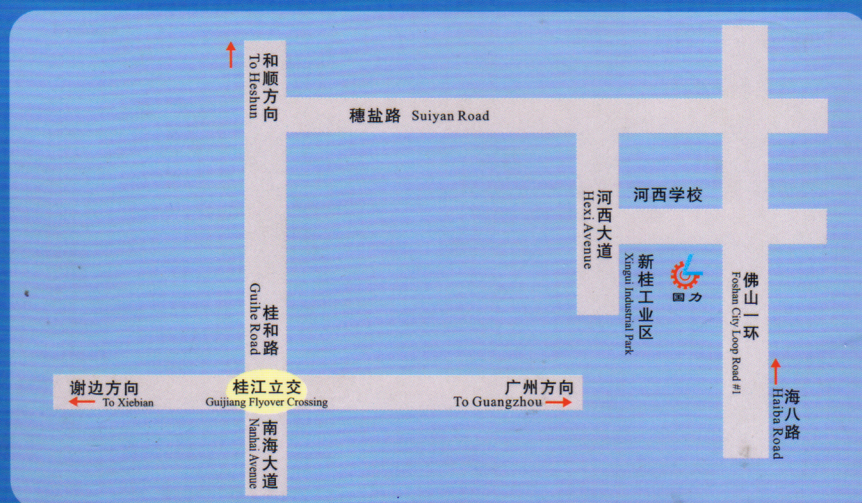 和顺方向
To Heshun
穗盐路 Suiyan Road
河西学校
河西大道
Hexi Avenue
新桂工业区
Xingui Industrial Park
国力
佛山一环
Foshan City Loop Road #1
桂和路
Guihe Road
谢边方向
To Xiebian
桂江立交
Guijiang Flyover Crossing
广州方向
To Guangzhou
海八路
Haiba Road
南海大道
Nanhai Avenue